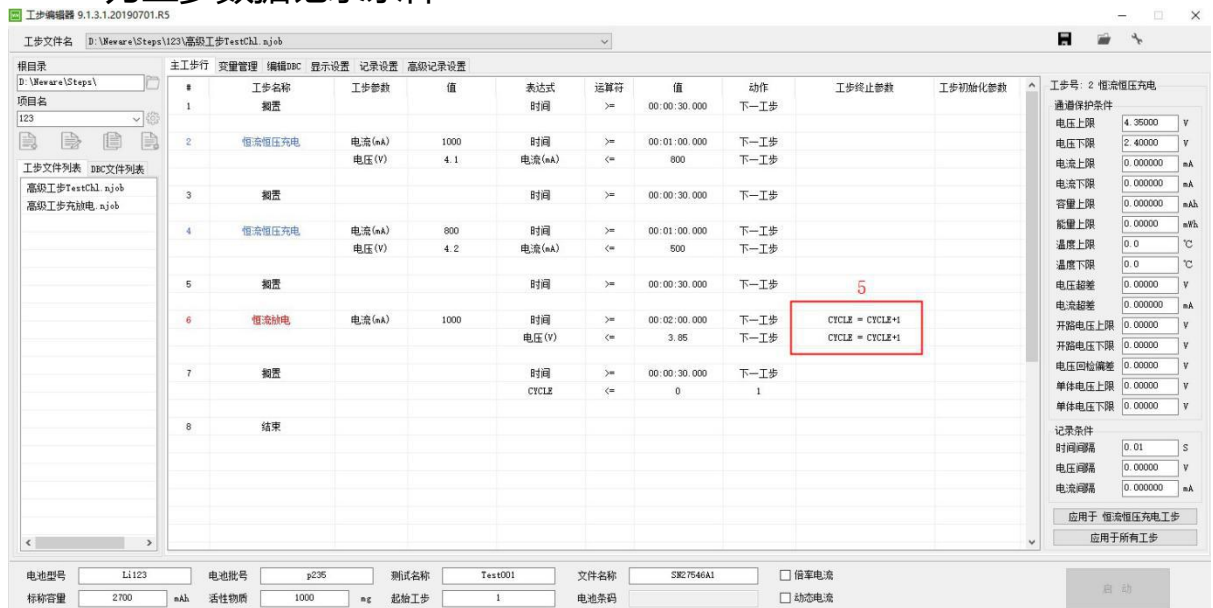 工步编辑器 9.1.3.1.20190701.R5
工步文件名 D:\Neware\Steps\123\高级工步TestCh1.njob
根目录
D:\Neware\Steps\
项目名
123
工步文件列表 DBC文件列表
高级工步TestCh1.njob
高级工步充放电.njob
主工步行 变量管理 编辑DBC 显示设置 记录设置 高级记录设置
# 工步名称 工步参数 值 表达式 运算符 值 动作 工步终止参数 工步初始化参数
1 搁置 时间 >= 00:00:30.000 下一工步
2 恒流恒压充电 电流(mA) 1000 时间 >= 00:01:00.000 下一工步
电压(V) 4.1 电流(mA) <= 800 下一工步
3 搁置 时间 >= 00:00:30.000 下一工步
4 恒流恒压充电 电流(mA) 800 时间 >= 00:01:00.000 下一工步
电压(V) 4.2 电流(mA) <= 500 下一工步
5 搁置 时间 >= 00:00:30.000 下一工步
5
6 恒流放电 电流(mA) 1000 时间 >= 00:02:00.000 下一工步 CYCLE = CYCLE+1
电压(V) <= 3.85 下一工步 CYCLE = CYCLE+1
7 搁置 时间 >= 00:00:30.000 下一工步
CYCLE <= 0 1
8 结束
工步号: 2 恒流恒压充电
通道保护条件
电压上限 4.35000 V
电压下限 2.40000 V
电流上限 0.000000 mA
电流下限 0.000000 mA
容量上限 0.000000 mAh
能量上限 0.00000 mWh
温度上限 0.0 ℃
温度下限 0.0 ℃
电压超差 0.00000 V
电流超差 0.000000 mA
开路电压上限 0.00000 V
开路电压下限 0.00000 V
电压回检偏差 0.00000 V
单体电压上限 0.00000 V
单体电压下限 0.00000 V
记录条件
时间间隔 0.01 S
电压间隔 0.00000 V
电流间隔 0.000000 mA
应用于 恒流恒压充电工步
应用于所有工步
电池型号 Li123 电池批号 p235 测试名称 Test001 文件名称 SM27546A1 倍率电流
标称容量 2700 mAh 活性物质 1000 mg 起始工步 1 电池条码 动态电流
启动